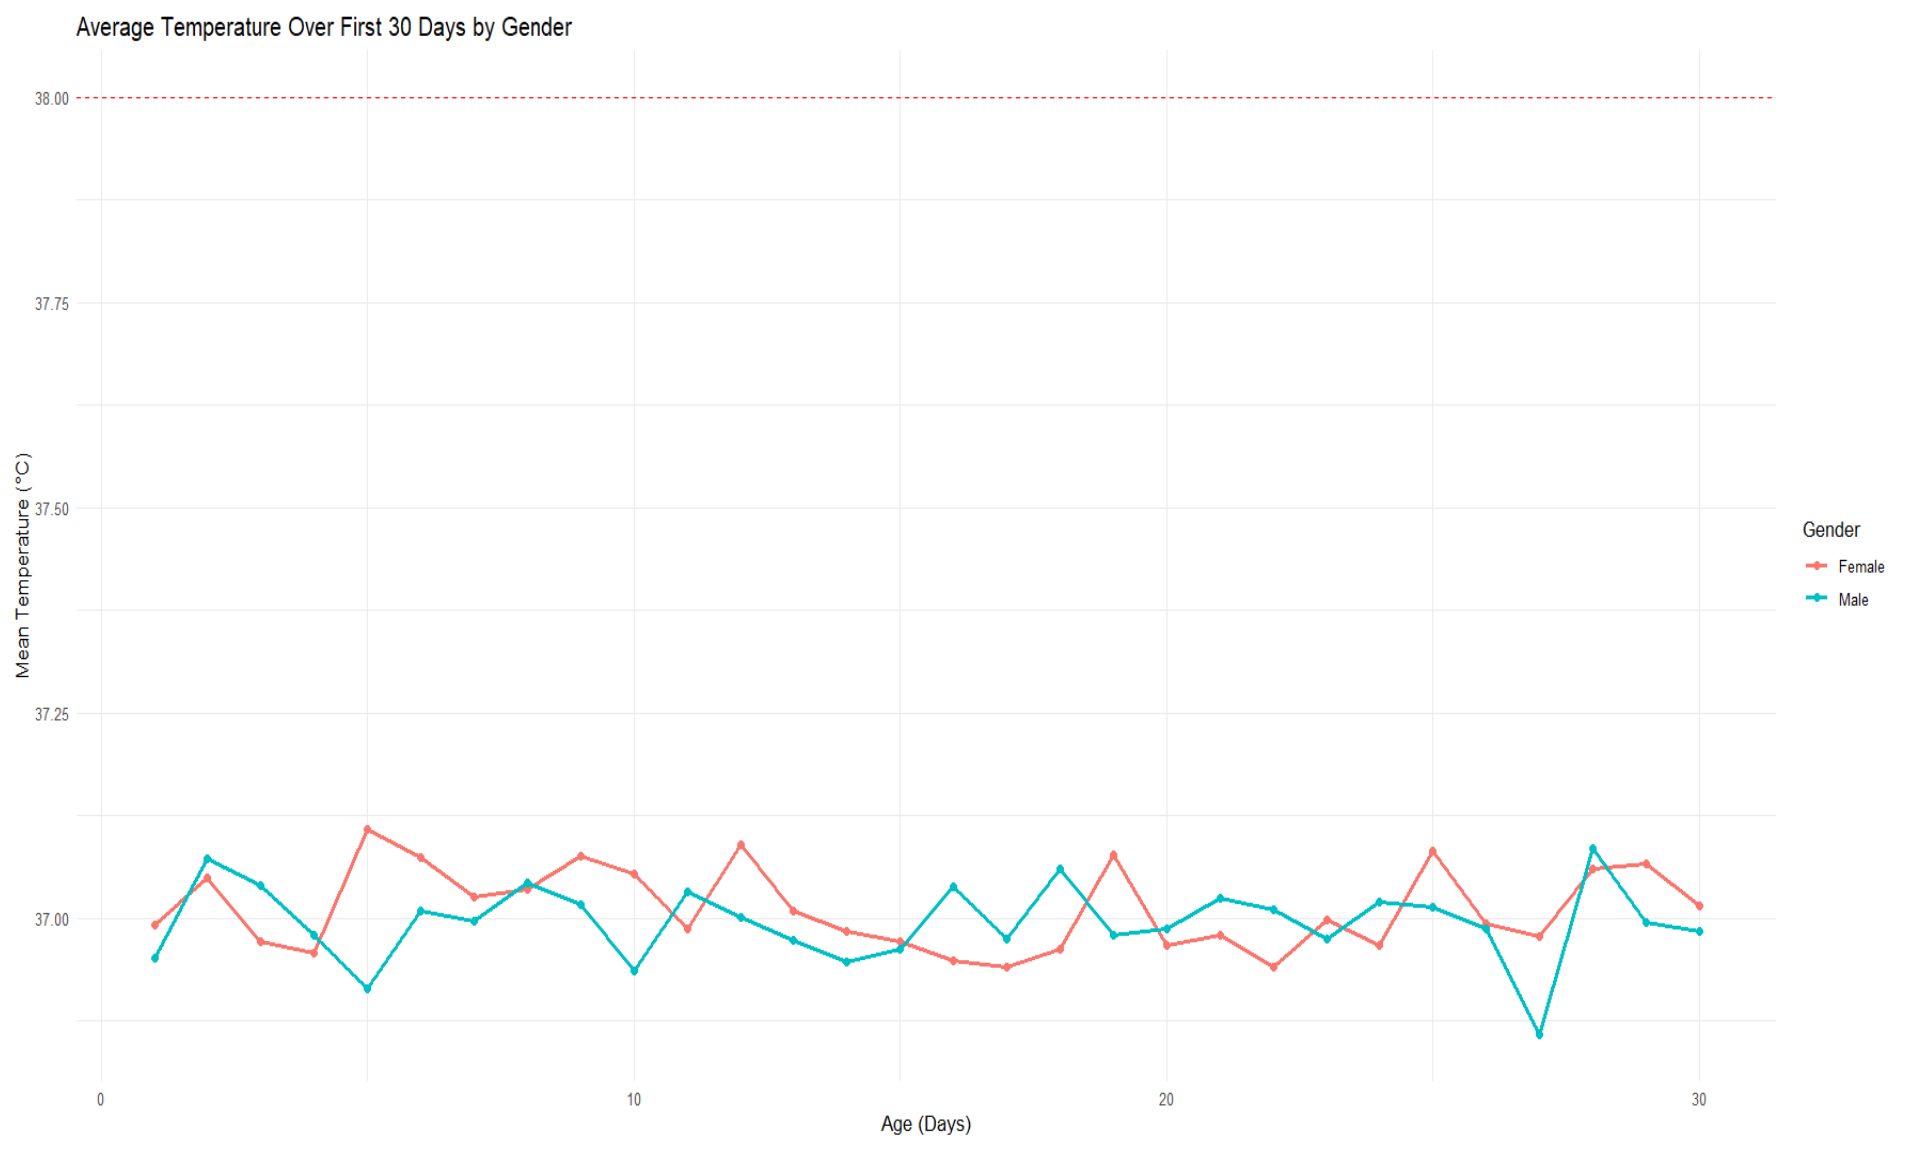 Average Temperature Over First 30 Days by Gender
38.00
37.75
37.50
37.25
37.00
Mean Temperature (°C)
0
10
20
30
Age (Days)
Gender
Female
Male